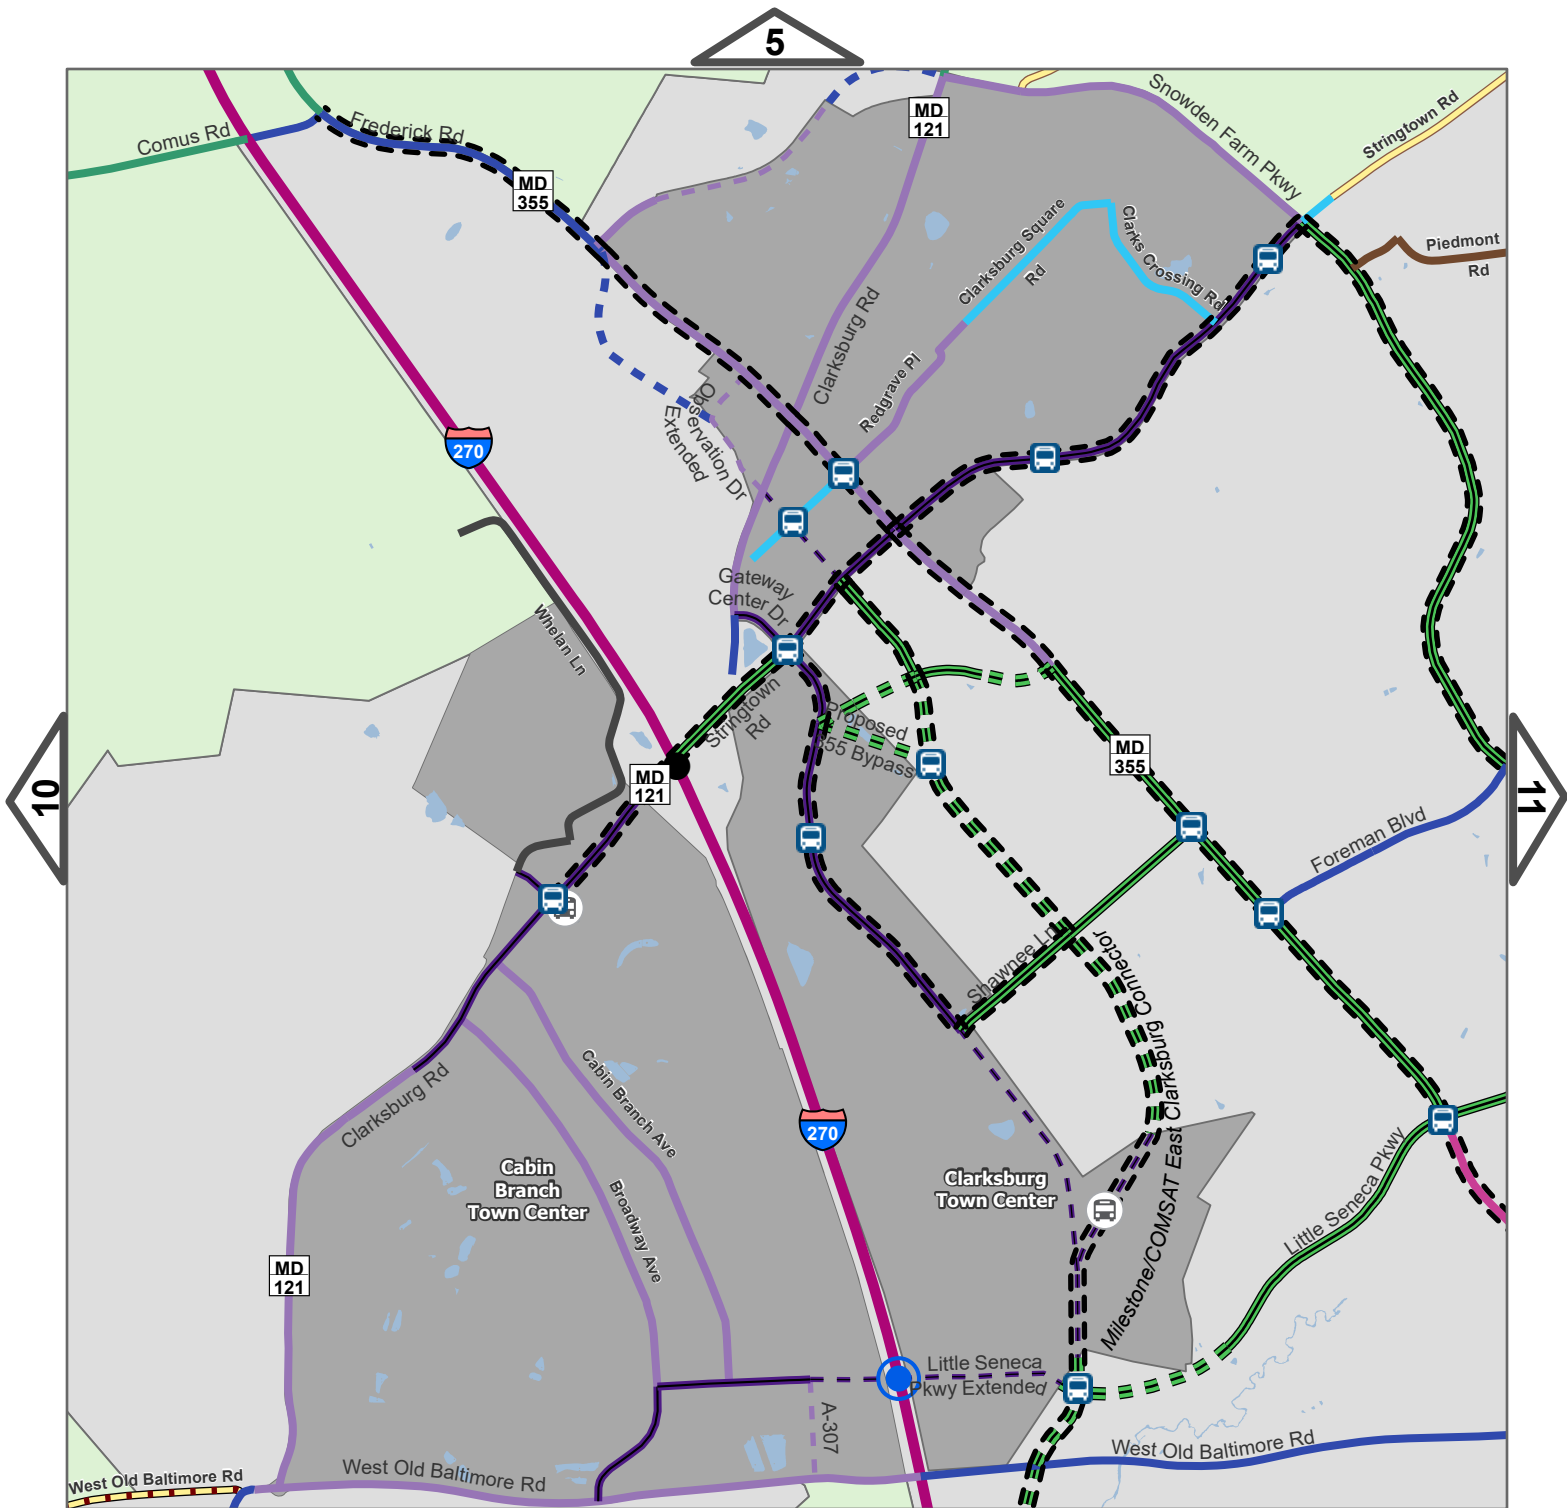 5
Snowden Farm Pkwy
Stringtown Rd
MD
121
Comus Rd
Frederick Rd
MD
355
Clarksburg Square
Rd
Clarks Crossing Rd
Piedmont
Rd
Clarksburg Rd
Redgrave Pl
Observation Dr
Extended
270
Gateway
Center Dr
Whelan Ln
Stringtown
Rd
Proposed
355 Bypass
MD
355
MD
121
10
11
Foreman Blvd
Shawnee Ln
Milestone/COMSAT East Clarksburg Connector
Clarksburg Rd
Cabin Branch Ave
270
Cabin
Branch
Town Center
Clarksburg
Town Center
Broadway Ave
Little Seneca Pkwy
MD
121
Little Seneca
Pkwy Extended
A-307
West Old Baltimore Rd
West Old Baltimore Rd
West Old Baltimore Rd